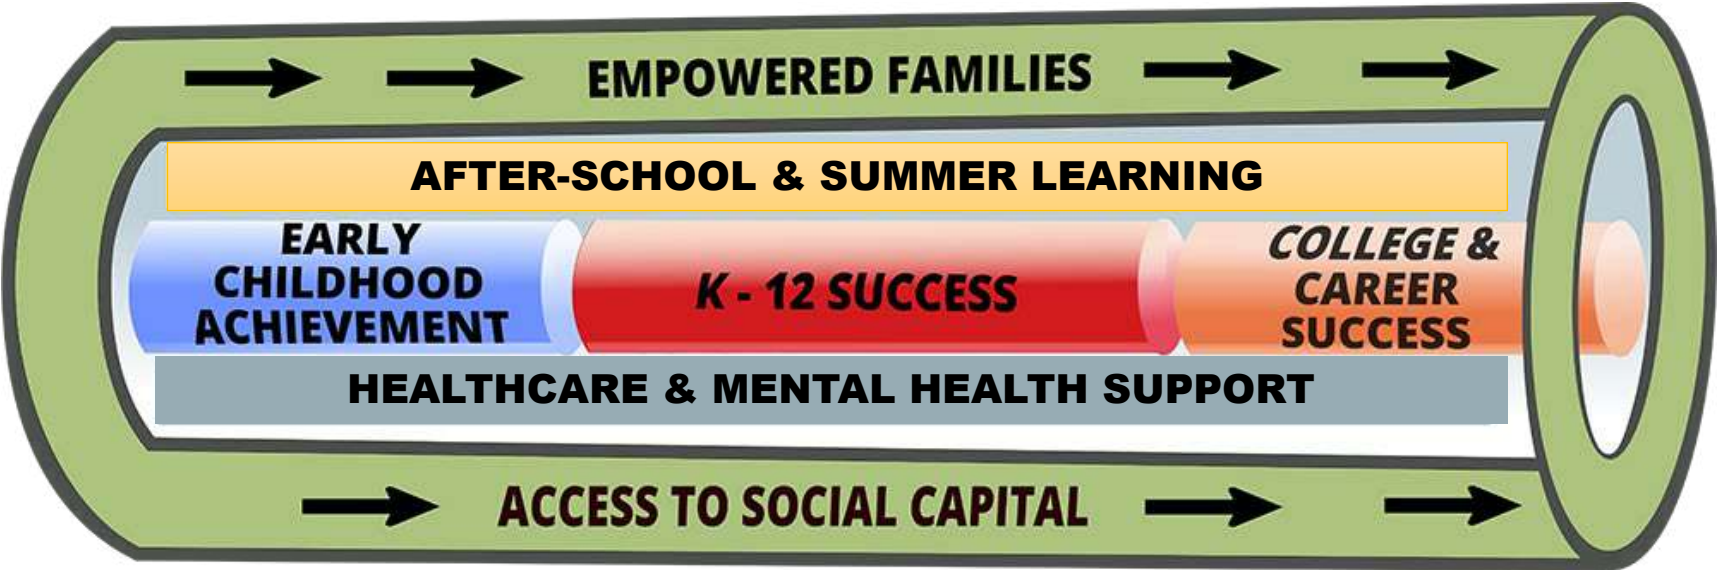 EMPOWERED FAMILIES
AFTER-SCHOOL & SUMMER LEARNING
EARLY
CHILDHOOD
ACHIEVEMENT
K - 12 SUCCESS
COLLEGE &
CAREER
SUCCESS
HEALTHCARE & MENTAL HEALTH SUPPORT
ACCESS TO SOCIAL CAPITAL